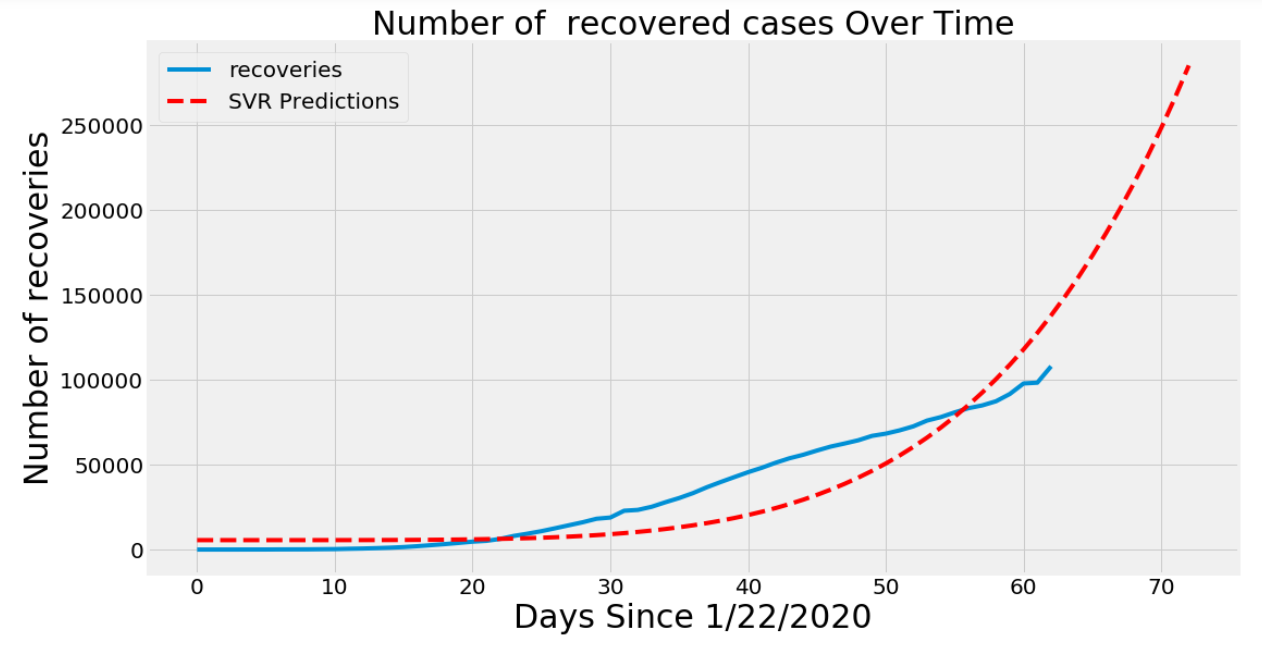 Number of  recovered cases Over Time
recoveries
SVR Predictions
Number of recoveries
250000
200000
150000
100000
50000
0
0 10 20 30 40 50 60 70
Days Since 1/22/2020